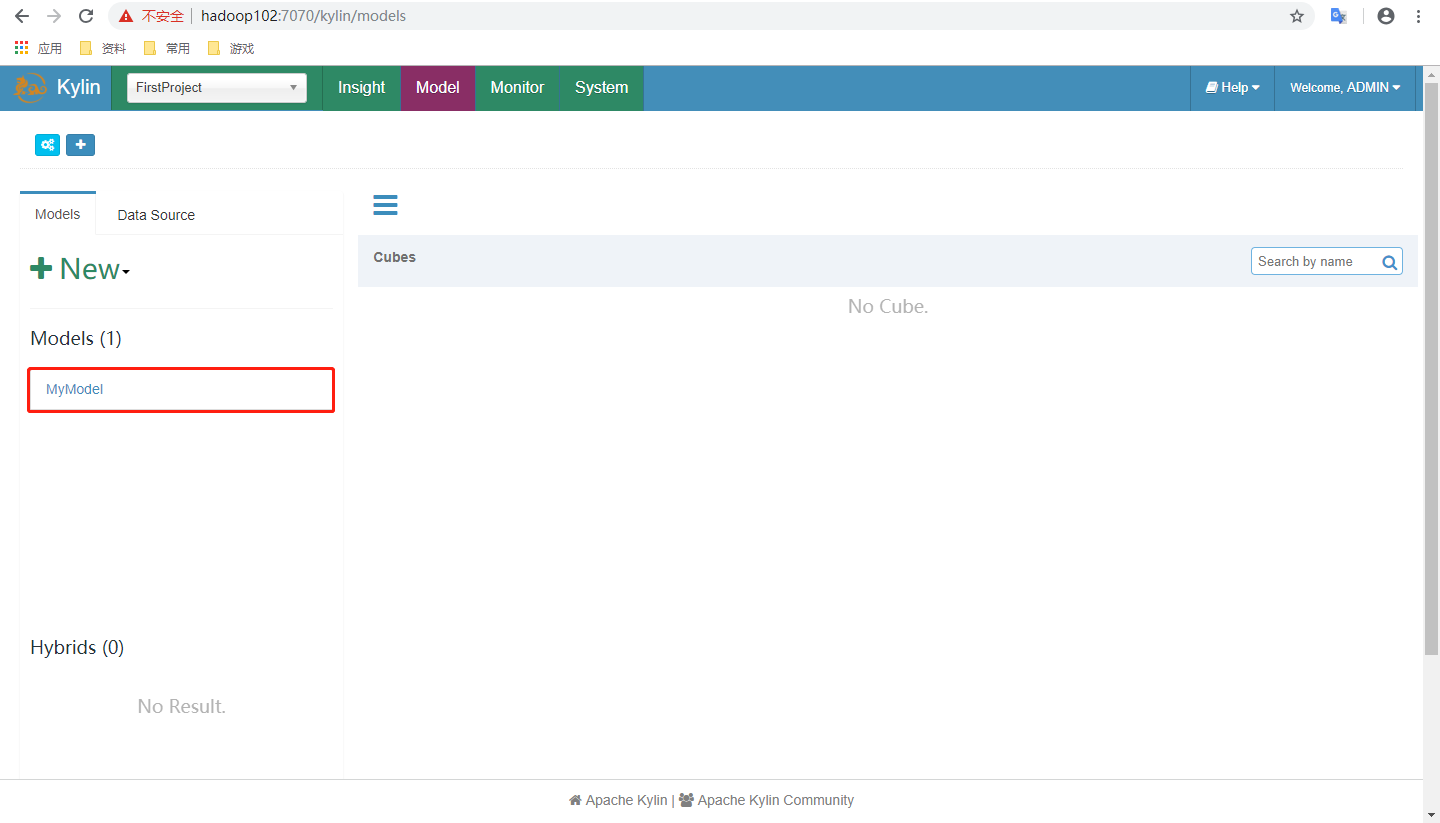 不安全 hadoop102:7070/kylin/models
应用 资料 常用 游戏
Kylin FirstProject Insight Model Monitor System Help Welcome, ADMIN
Models Data Source
New
Cubes Search by name
No Cube.
Models (1)
MyModel
Hybrids (0)
No Result.
Apache Kylin | Apache Kylin Community